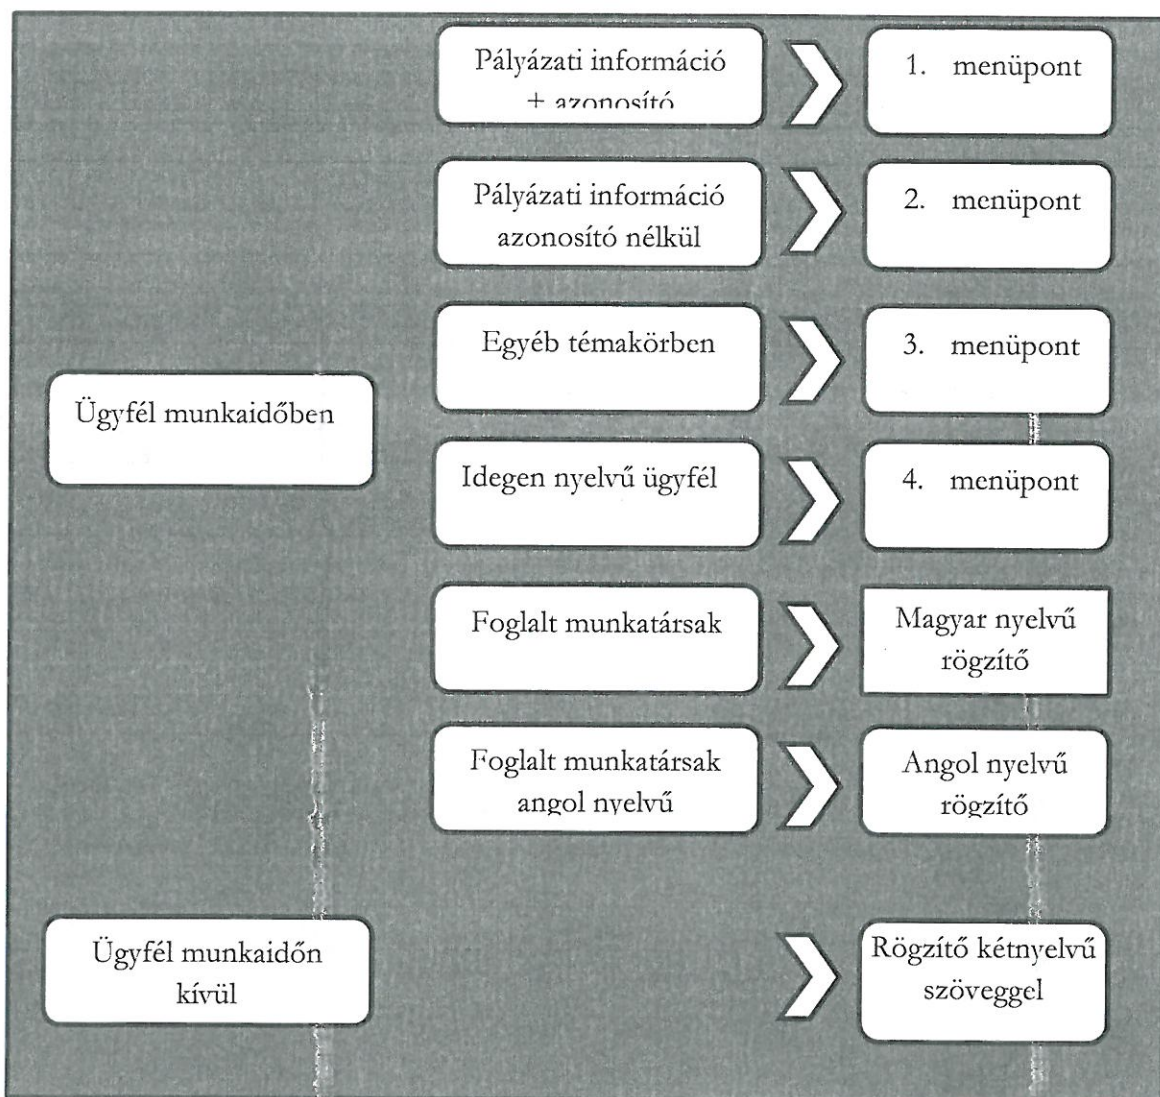 Pályázati információ
+ azonosító
1. menüpont
Pályázati információ
azonosító nélkül
2. menüpont
Egyéb témakörben
3. menüpont
Ügyfél munkaidőben
Idegen nyelvű ügyfél
4. menüpont
Foglalt munkatársak
Magyar nyelvű
rögzítő
Foglalt munkatársak
angol nyelvű
Angol nyelvű
rögzítő
Ügyfél munkaidőn
kívül
Rögzítő kétnyelvű
szöveggel